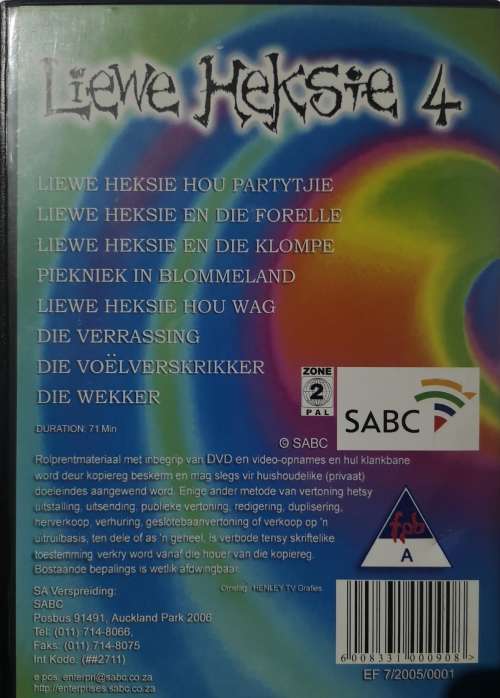 Liewe Heksie 4
LIEWE HEKSIE HOU PARTYTJIE
LIEWE HEKSIE EN DIE FORELLE
LIEWE HEKSIE EN DIE KLOMPE
PIEKNIEK IN BLOMMELAND
LIEWE HEKSIE HOU WAG
DIE VERRASSING
DIE VOËLVERSKRIKKER
DIE WEKKER
DURATION: 71 Min
ZONE
2
PAL
SABC
© SABC
Rolprentmateriaal met inbegrip van DVD en video-opnames en hul klankbane
word deur kopiereg beskerm en mag slegs vir huishoudelike (privaat)
doeleindes aangewend word. Enige ander metode van vertoning hetsy
uitstalling, uitsending, publieke vertoning, redigering, duplisering,
herverkoop, verhuring, geslotebaanvertoning of verkoop op 'n
uitruilbasis, ten dele of as 'n geheel, is verbode tensy skriftelike
toestemming verkry word vanaf die houer van die kopiereg.
Bostaande bepalings is wetlik afdwingbaar.
fpb
A
SA Verspreiding:
SABC
Posbus 91491, Auckland Park 2006
Tel: (011) 714-8066,
Faks: (011) 714-8075
Int Kode: (##2711)
e pos: enterpri@sabc.co.za
http://enterprises.sabc.co.za
Omslag: HENLEY TV Grafies
6 008331 000908 >
EF 7/2005/0001